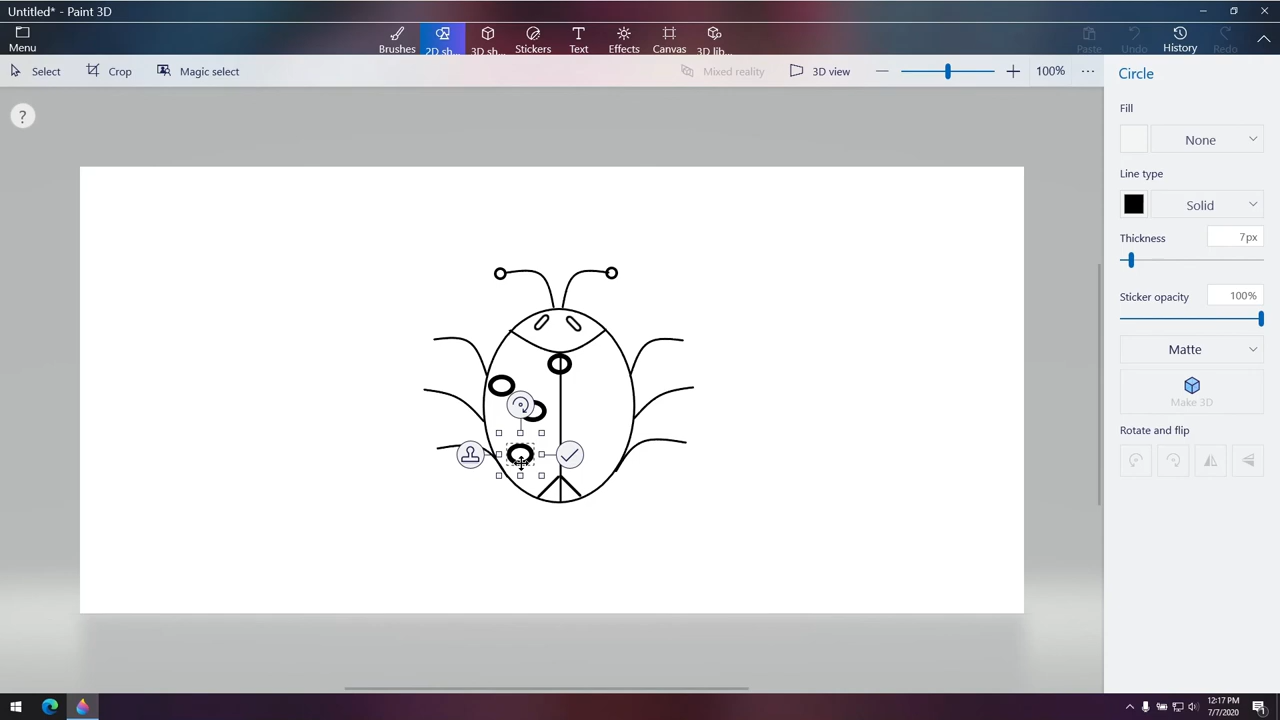 Untitled* - Paint 3D
Menu
Brushes
2D sh...
3D sh...
Stickers
Text
Effects
Canvas
3D lib...
Paste
Undo
History
Redo
Select
Crop
Magic select
Mixed reality
3D view
100%
?
Circle
Fill
None
Line type
Solid
Thickness
7px
Sticker opacity
100%
Matte
Make 3D
Rotate and flip
12:17 PM
7/7/2020
1